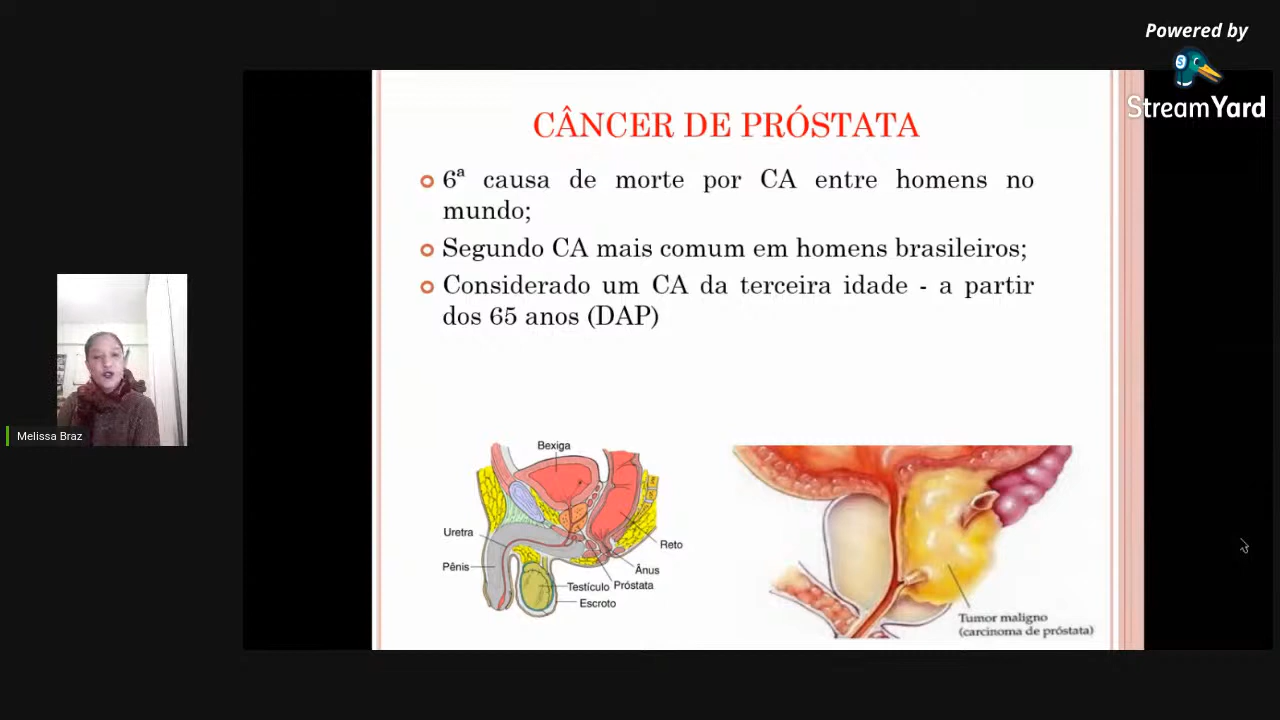 Powered by
StreamYard
CÂNCER DE PRÓSTATA
6ª causa de morte por CA entre homens no
mundo;
Segundo CA mais comum em homens brasileiros;
Considerado um CA da terceira idade - a partir
dos 65 anos (DAP)
Melissa Braz
Bexiga
Uretra
Pênis
Reto
Ânus
Testículo
Próstata
Escroto
Tumor maligno
(carcinoma de próstata)